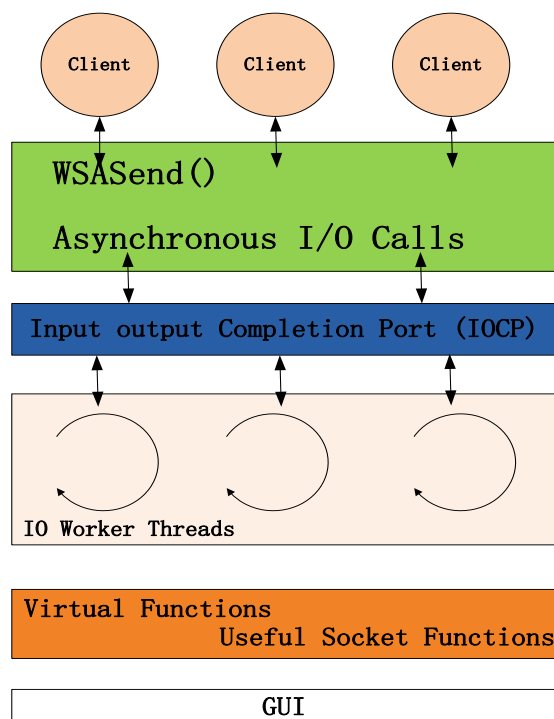 Client
Client
Client
WSASend()
Asynchronous I/O Calls
Input output Completion Port (IOCP)
IO Worker Threads
Virtual Functions
Useful Socket Functions
GUI